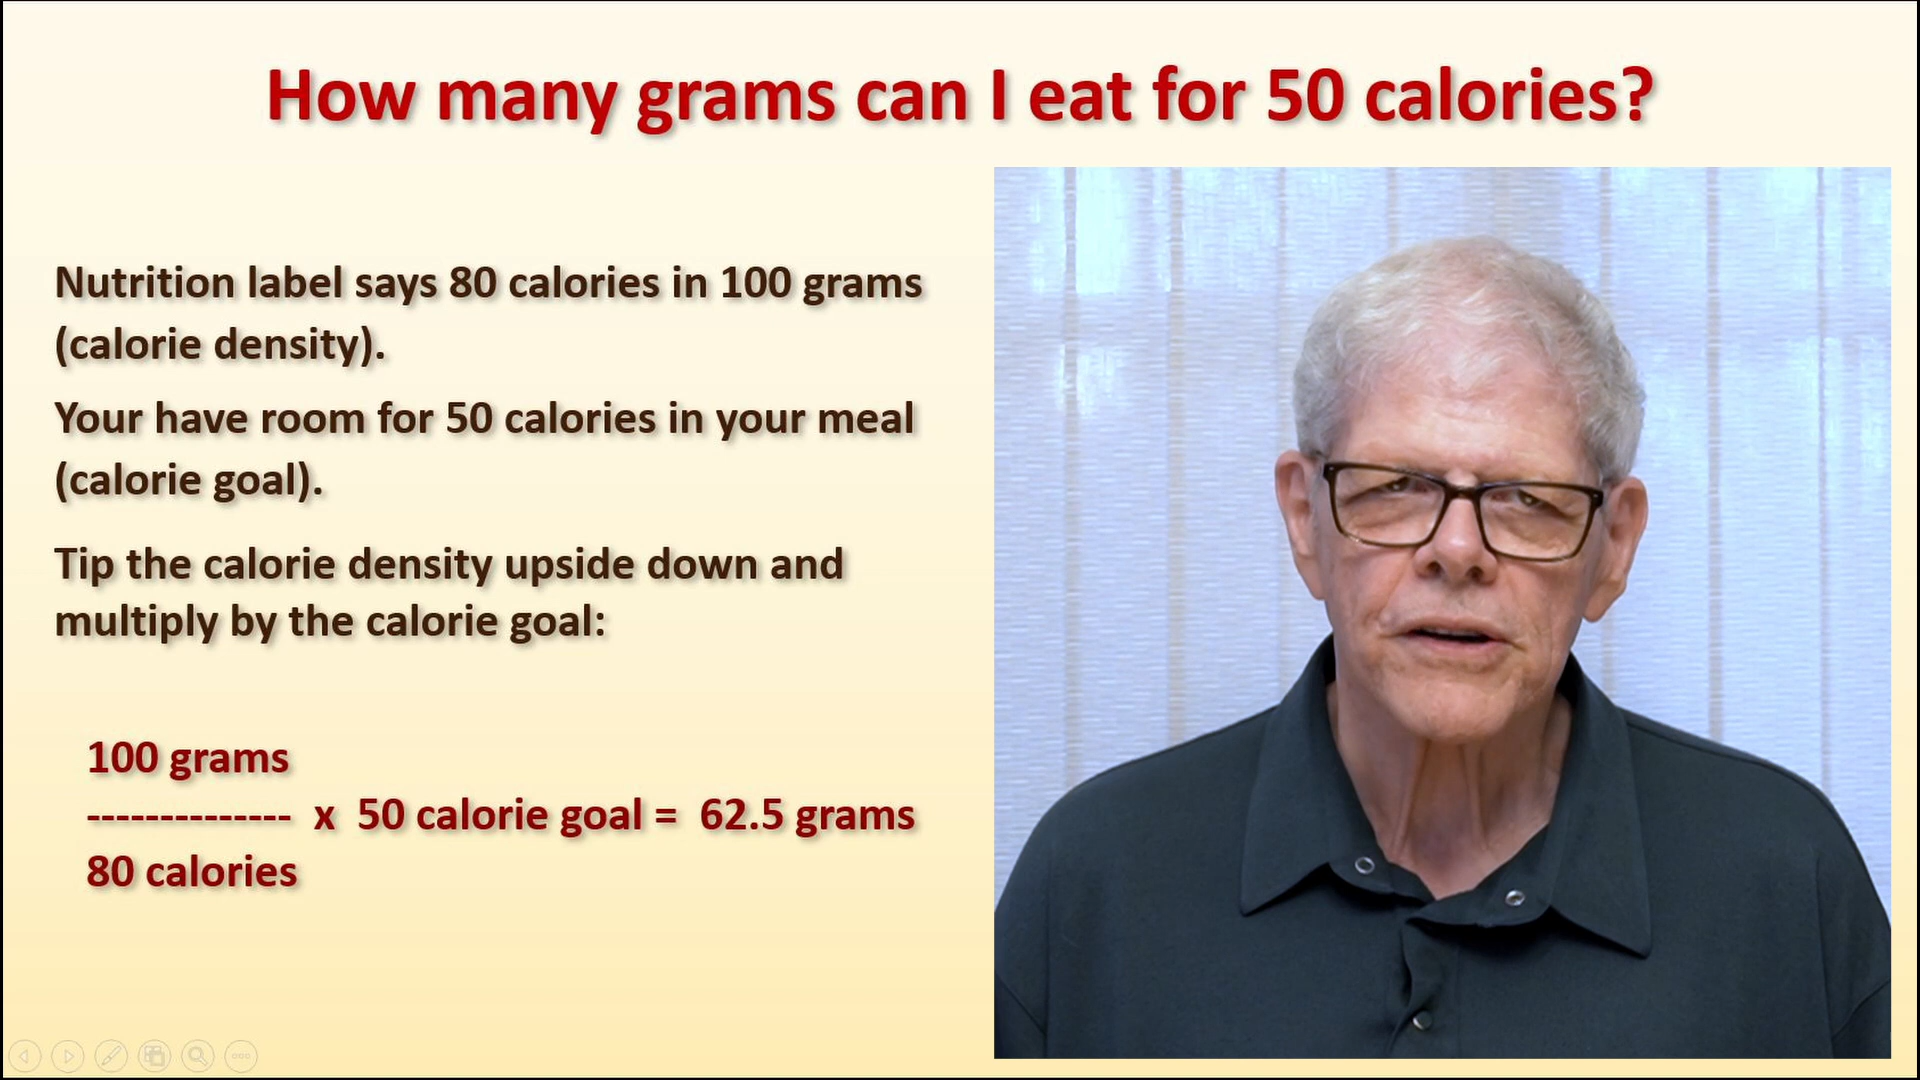 How many grams can I eat for 50 calories?
Nutrition label says 80 calories in 100 grams
(calorie density).
Your have room for 50 calories in your meal
(calorie goal).
Tip the calorie density upside down and
multiply by the calorie goal:
100 grams
-------------- x 50 calorie goal = 62.5 grams
80 calories